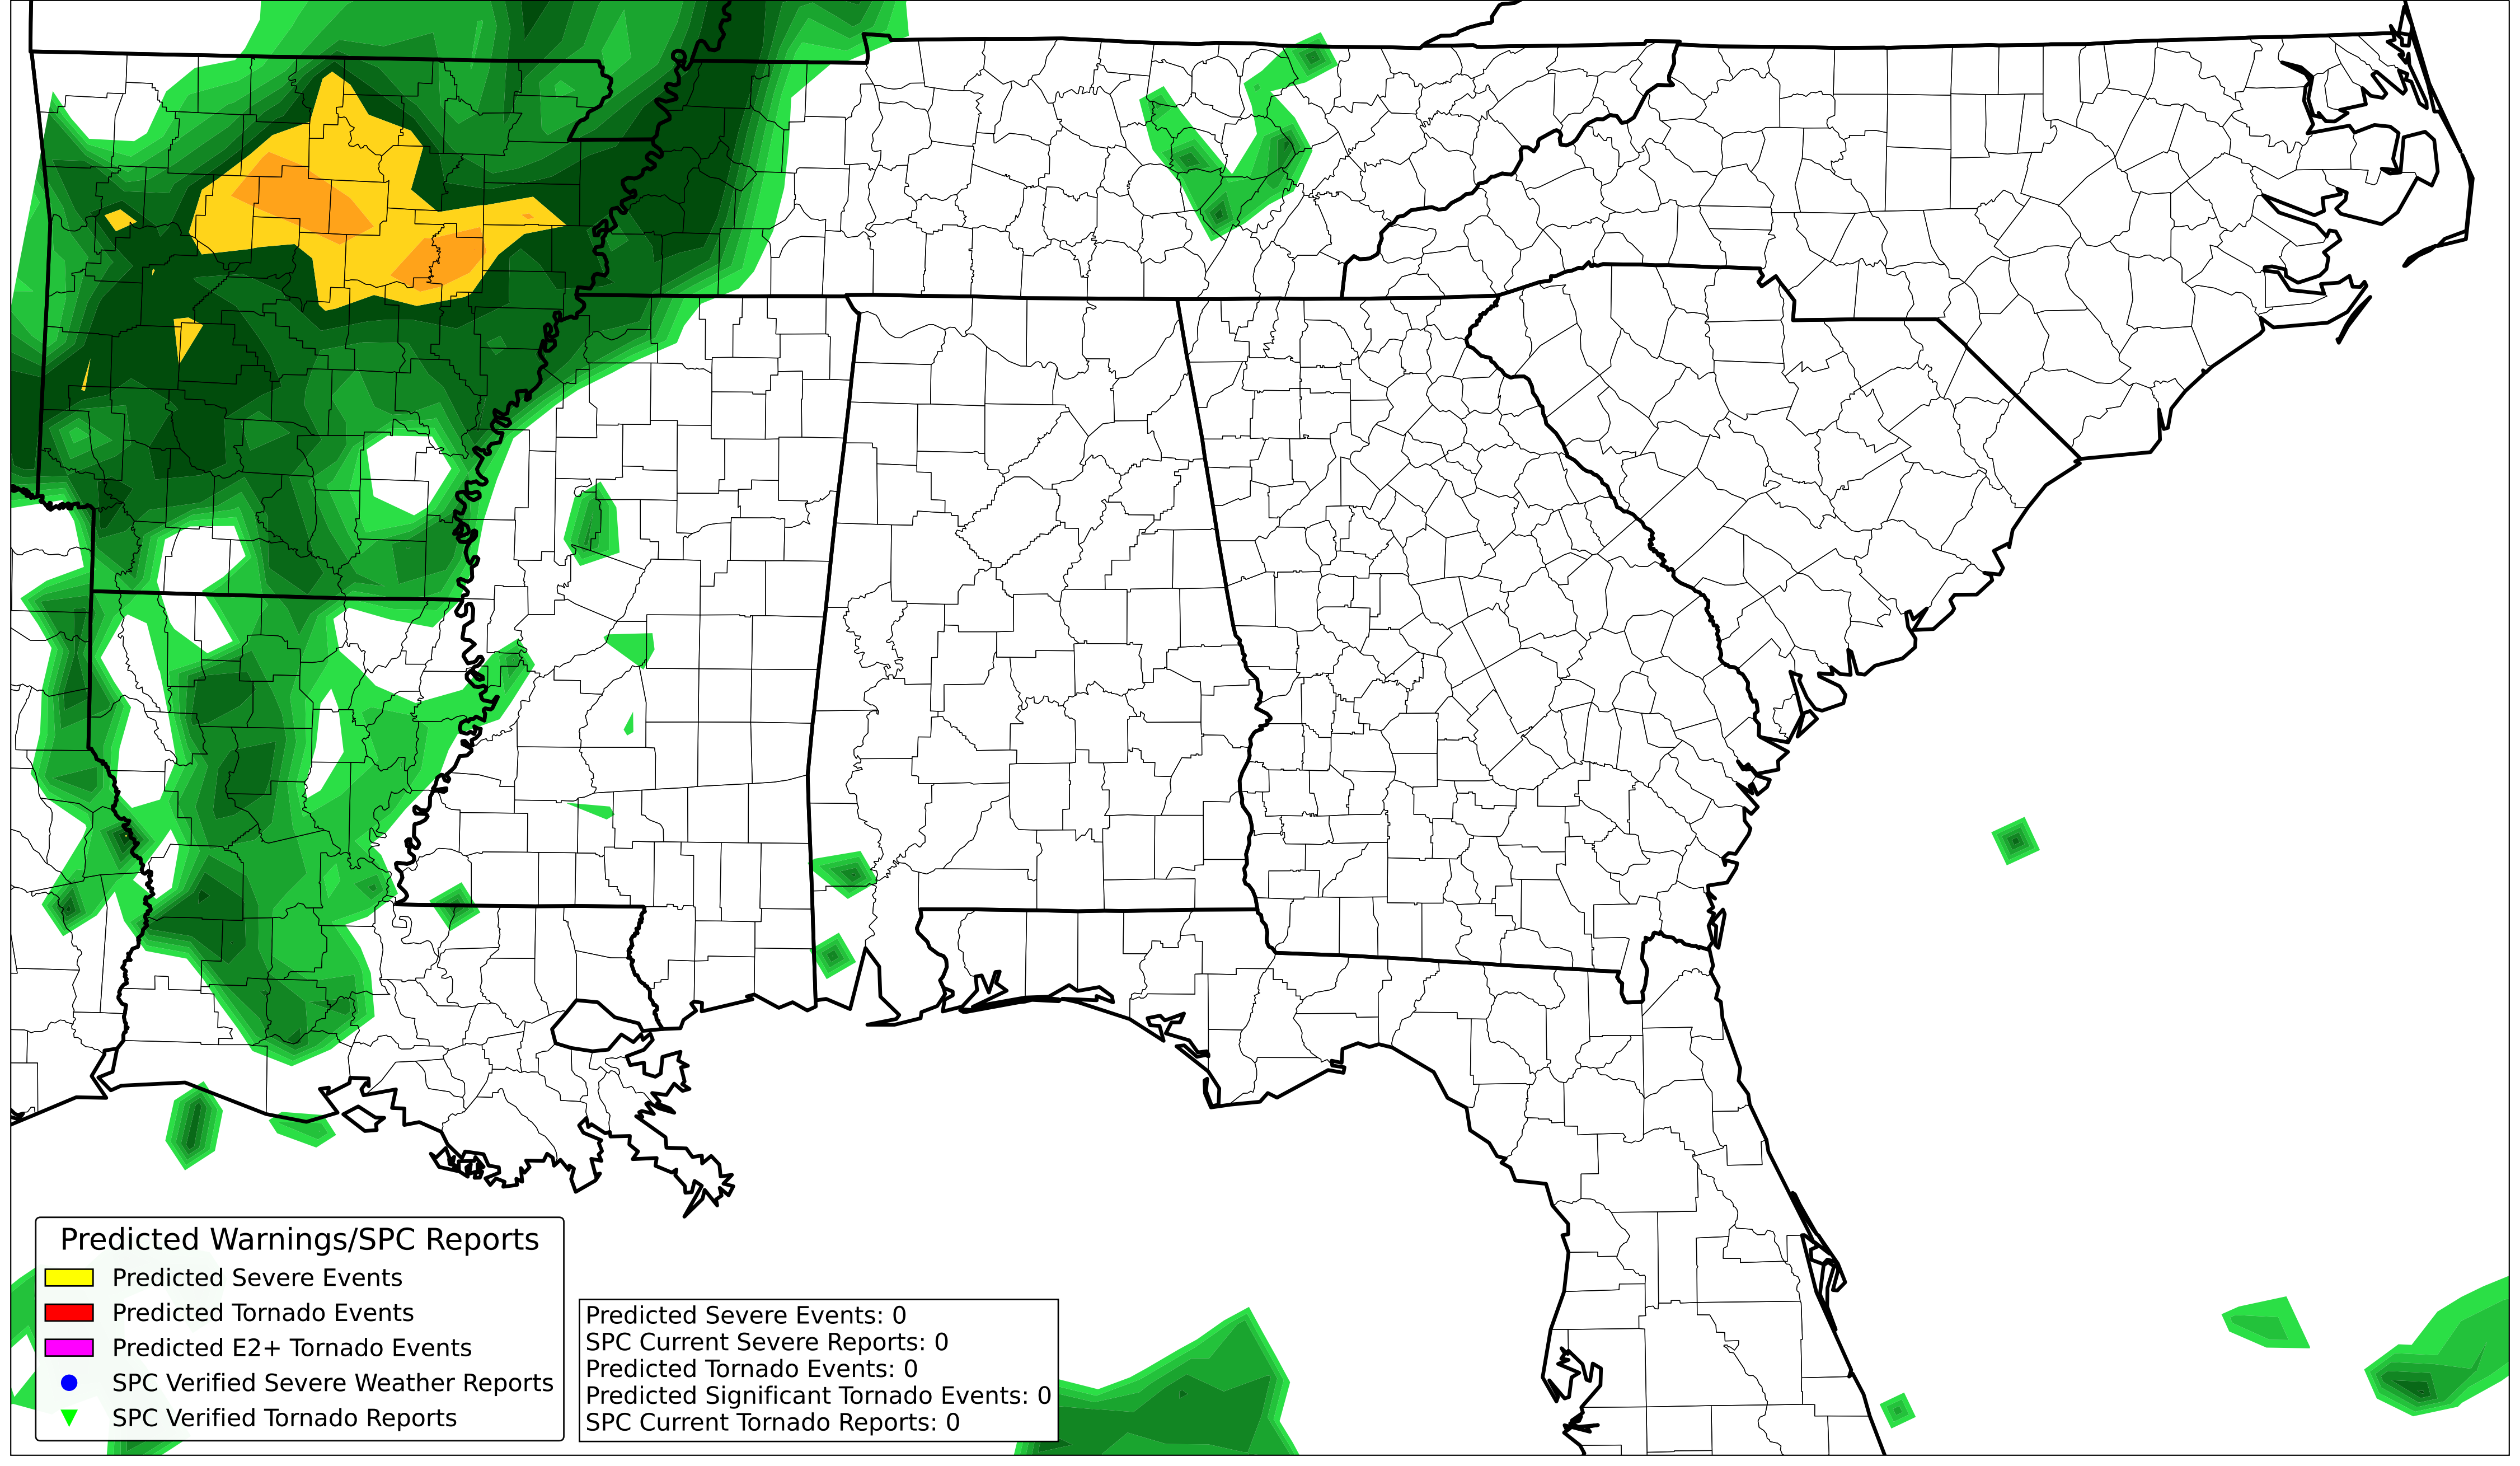 Predicted Warnings/SPC Reports
Predicted Severe Events
Predicted Tornado Events
Predicted E2+ Tornado Events
SPC Verified Severe Weather Reports
SPC Verified Tornado Reports
Predicted Severe Events: 0
SPC Current Severe Reports: 0
Predicted Tornado Events: 0
Predicted Significant Tornado Events: 0
SPC Current Tornado Reports: 0